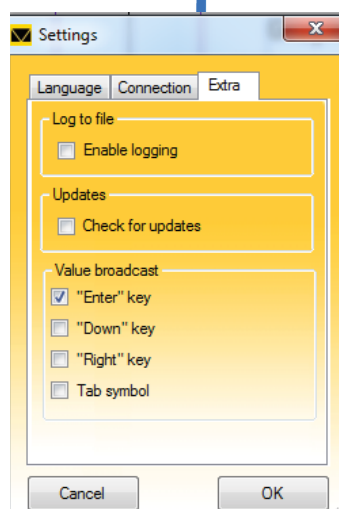 Settings
Language Connection Extra
Log to file
Enable logging
Updates
Check for updates
Value broadcast
"Enter" key
"Down" key
"Right" key
Tab symbol
Cancel OK